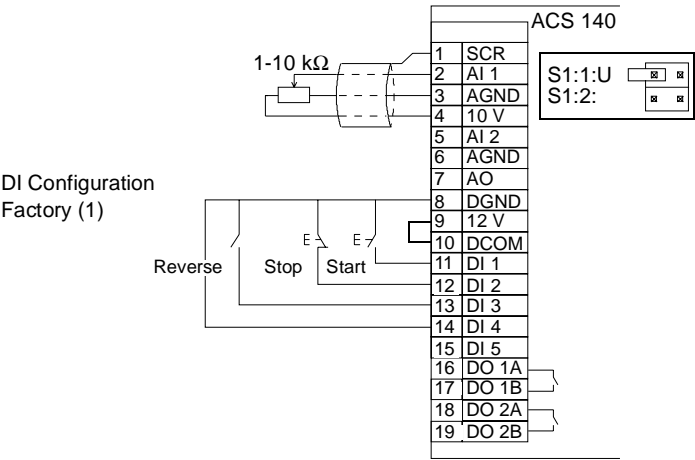 ACS 140
1-10 kΩ
1 SCR
2 AI 1
3 AGND
4 10 V
5 AI 2
6 AGND
7 AO
8 DGND
9 12 V
10 DCOM
11 DI 1
12 DI 2
13 DI 3
14 DI 4
15 DI 5
16 DO 1A
17 DO 1B
18 DO 2A
19 DO 2B
S1:1:U
S1:2:
DI Configuration
Factory (1)
Reverse Stop Start